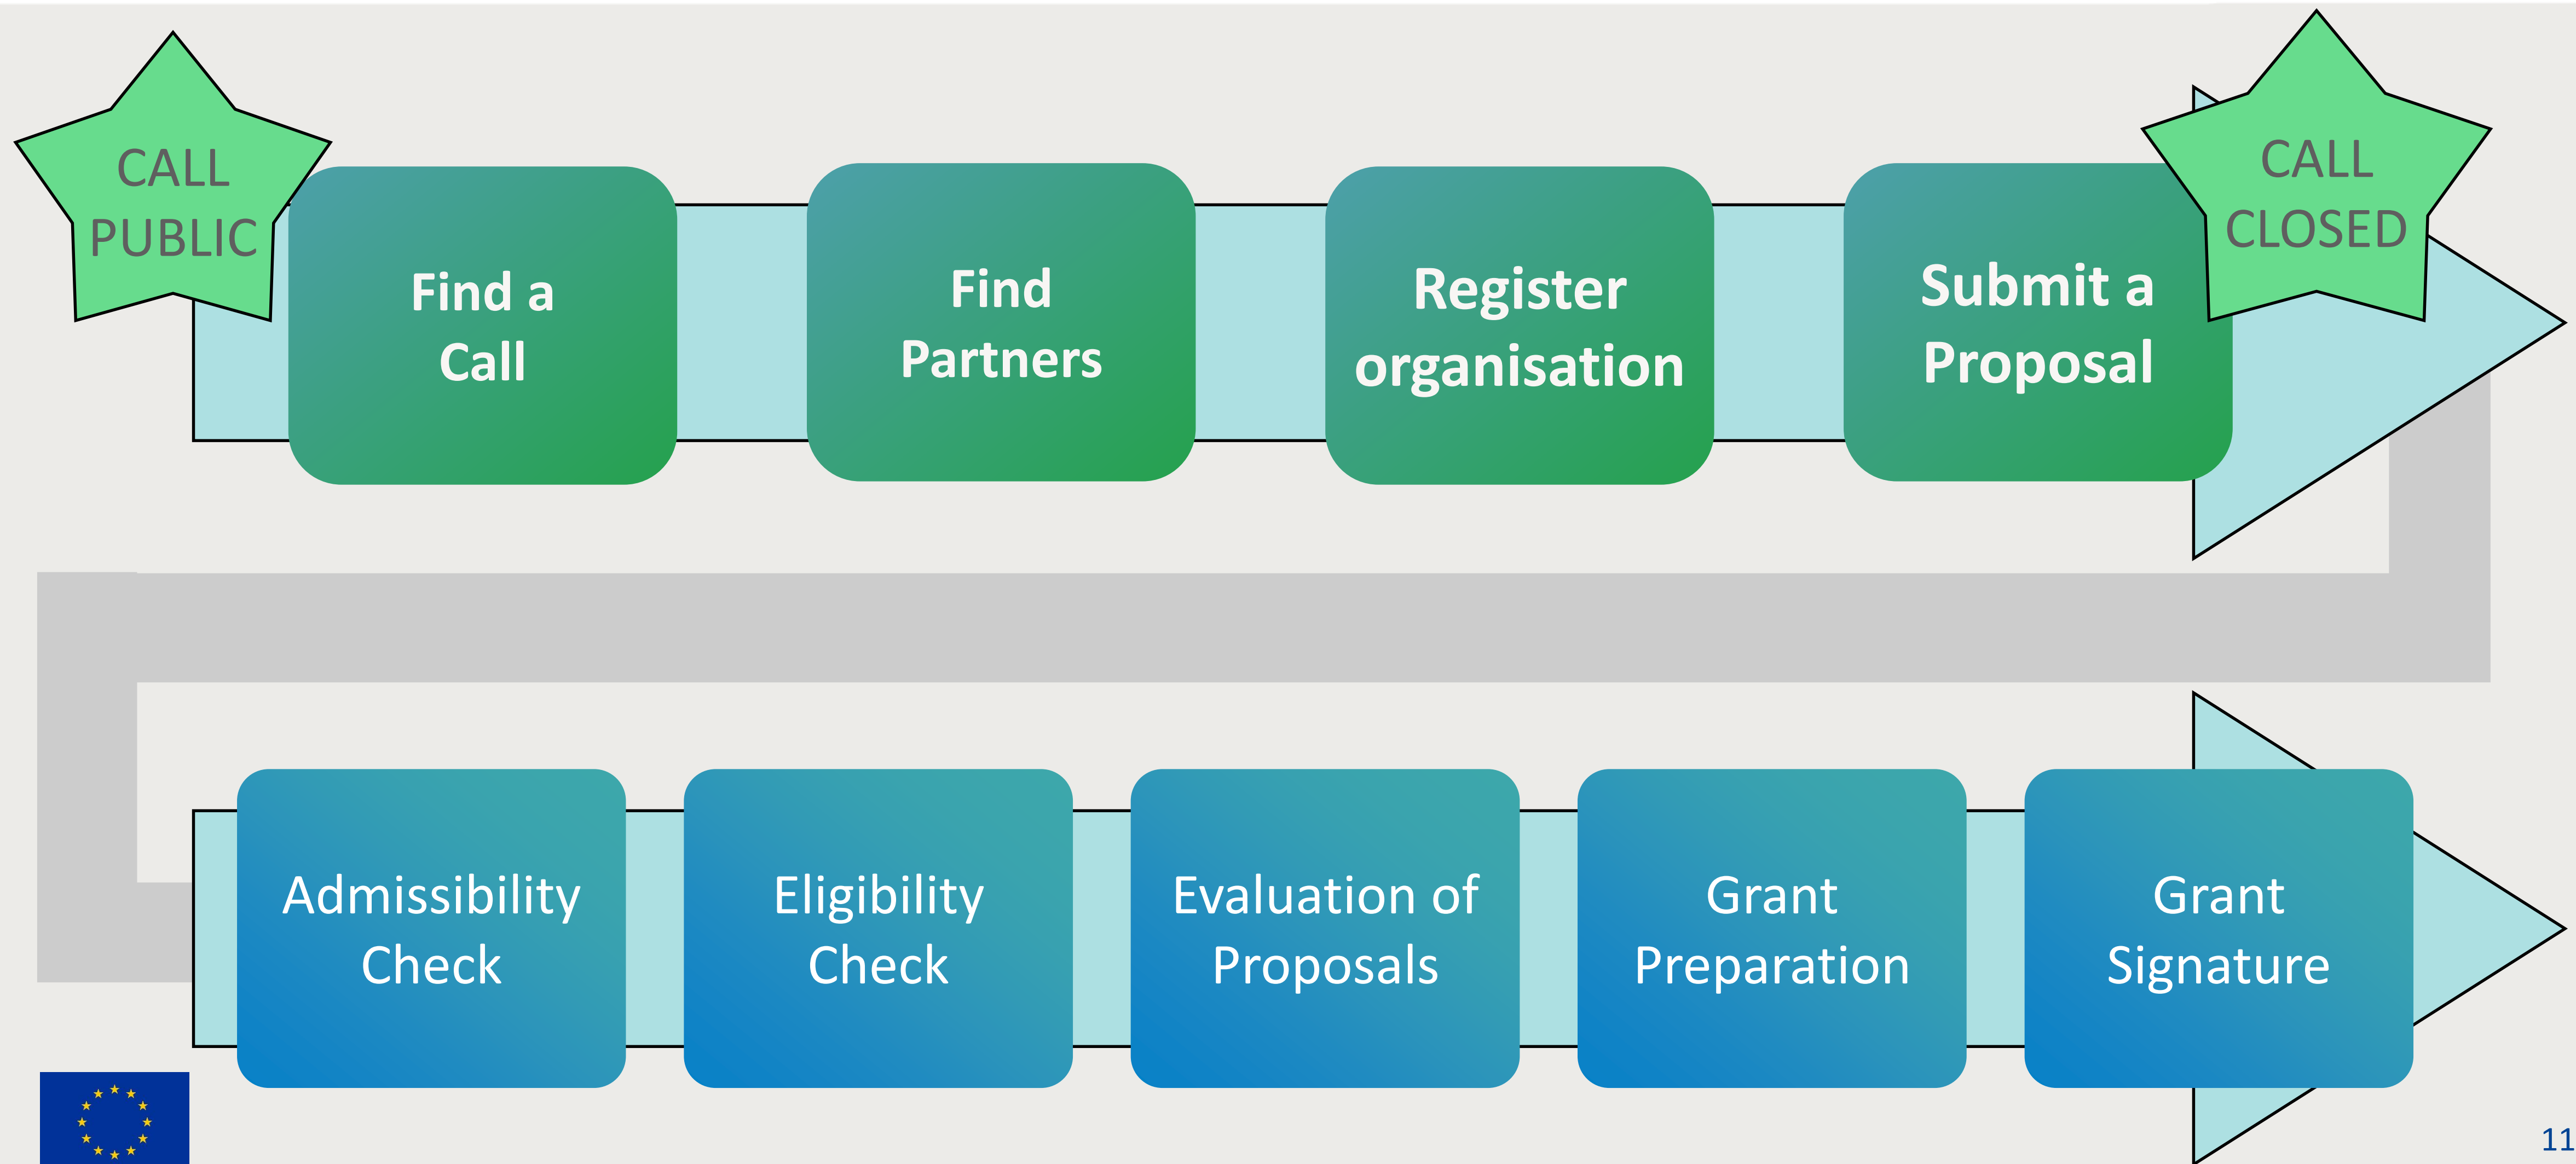 CALL
PUBLIC
Find a
Call
Find
Partners
Register
organisation
Submit a
Proposal
CALL
CLOSED
Admissibility
Check
Eligibility
Check
Evaluation of
Proposals
Grant
Preparation
Grant
Signature
11